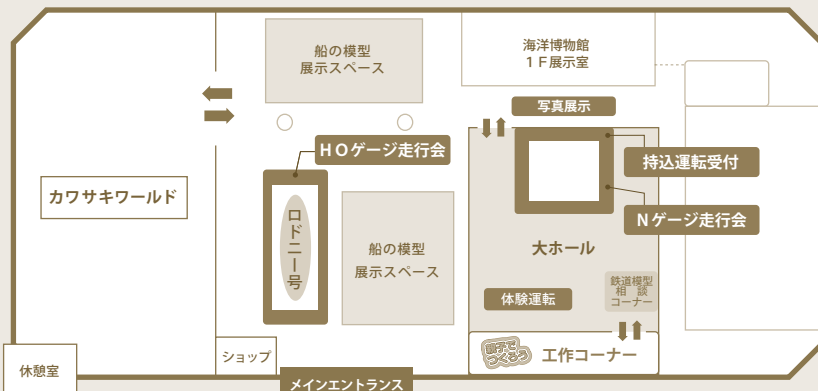 船の模型
展示スペース
海洋博物館
1F展示室
写真展示
HOゲージ走行会
持込運転受付
カワサキワールド
ロドニー号
Nゲージ走行会
船の模型
展示スペース
大ホール
体験運転
鉄道模型
相 談
コーナー
ショップ
工作コーナー
休憩室
メインエントランス